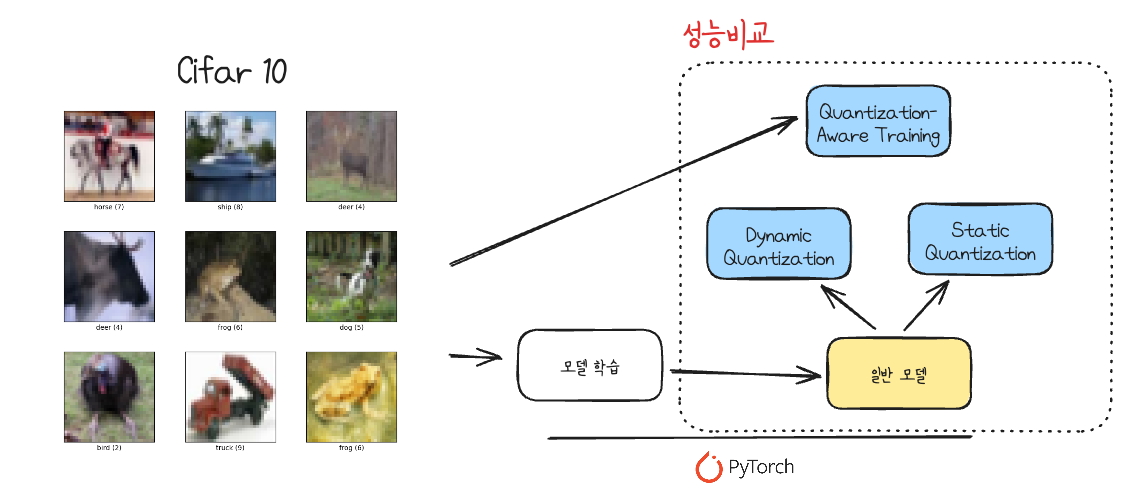 성능비교
Cifar 10
horse (7)
ship (8)
deer (4)
deer (4)
frog (6)
dog (5)
bird (2)
truck (9)
frog (6)
Quantization-
Aware Training
Dynamic
Quantization
Static
Quantization
모델 학습
일반 모델
PyTorch